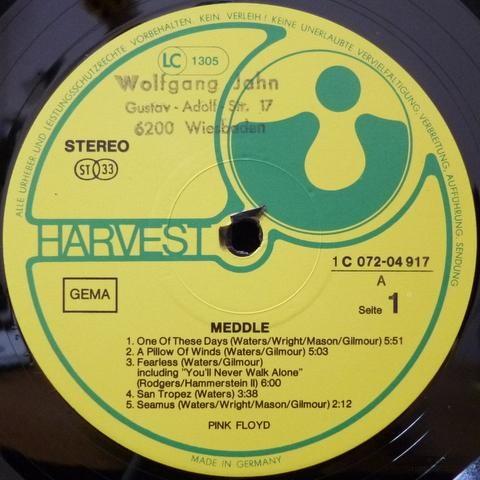 ALLE URHEBER UND LEISTUNGSSCHUTZRECHTE VORBEHALTEN. KEIN VERLEIH! KEINE UNERLAUBTE VERVIELFÄLTIGUNG, VERBREITUNG, AUFFÜHRUNG, SENDUNG
LC 1305
Wolfgang Jahn
Gustav-Adolf-Str. 17
6200 Wiesbaden
STEREO
ST 33
HARVEST
1 C 072-04 917
A
Seite 1
GEMA
MEDDLE
1. One Of These Days (Waters/Wright/Mason/Gilmour) 5:51
2. A Pillow Of Winds (Waters/Gilmour) 5:03
3. Fearless (Waters/Gilmour)
including "You'll Never Walk Alone"
(Rodgers/Hammerstein II) 6:00
4. San Tropez (Waters) 3:38
5. Seamus (Waters/Wright/Mason/Gilmour) 2:12
PINK FLOYD
MADE IN GERMANY